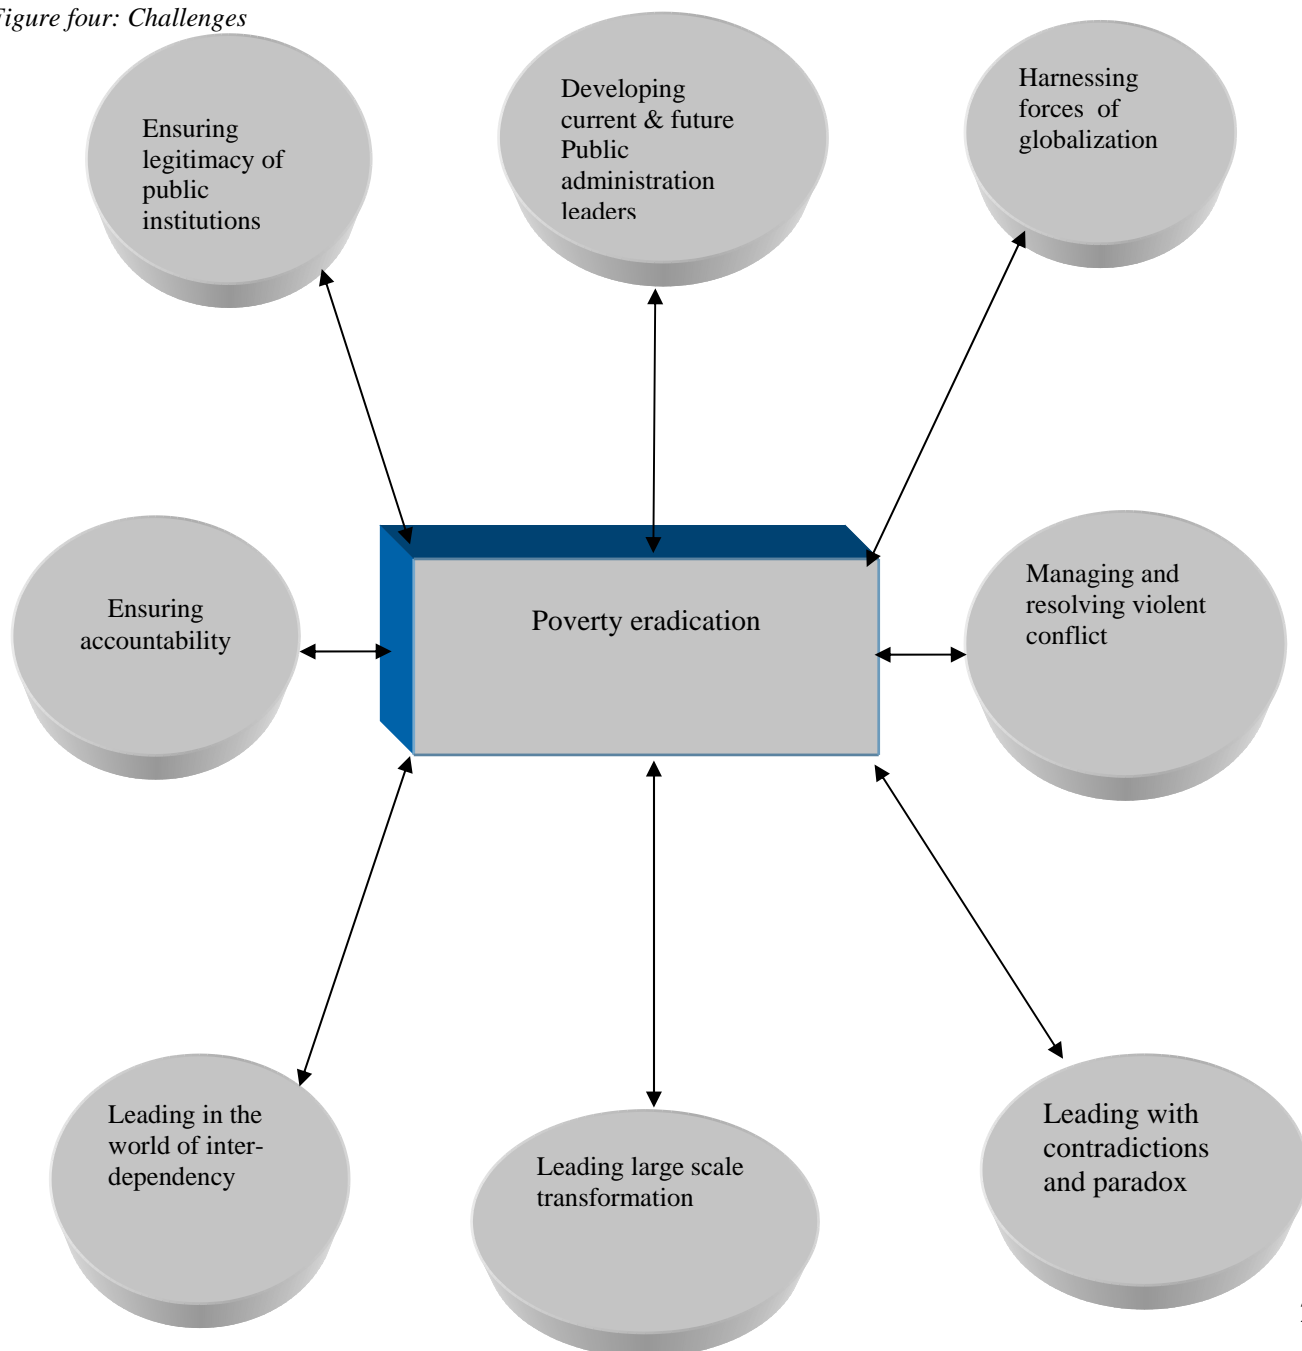 Figure four: Challenges
Ensuring
legitimacy of
public
institutions
Developing
current & future
Public
administration
leaders
Harnessing
forces of
globalization
Ensuring
accountability
Poverty eradication
Managing and
resolving violent
conflict
Leading in the
world of inter-
dependency
Leading large scale
transformation
Leading with
contradictions
and paradox